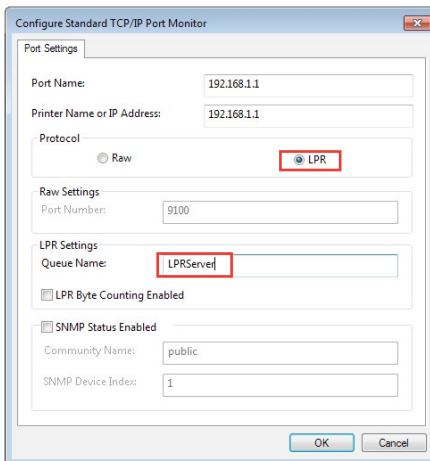 Configure Standard TCP/IP Port Monitor
Port Settings
Port Name: 192.168.1.1
Printer Name or IP Address: 192.168.1.1
Protocol
Raw LPR
Raw Settings
Port Number: 9100
LPR Settings
Queue Name: LPRServer
LPR Byte Counting Enabled
SNMP Status Enabled
Community Name: public
SNMP Device Index: 1
OK Cancel